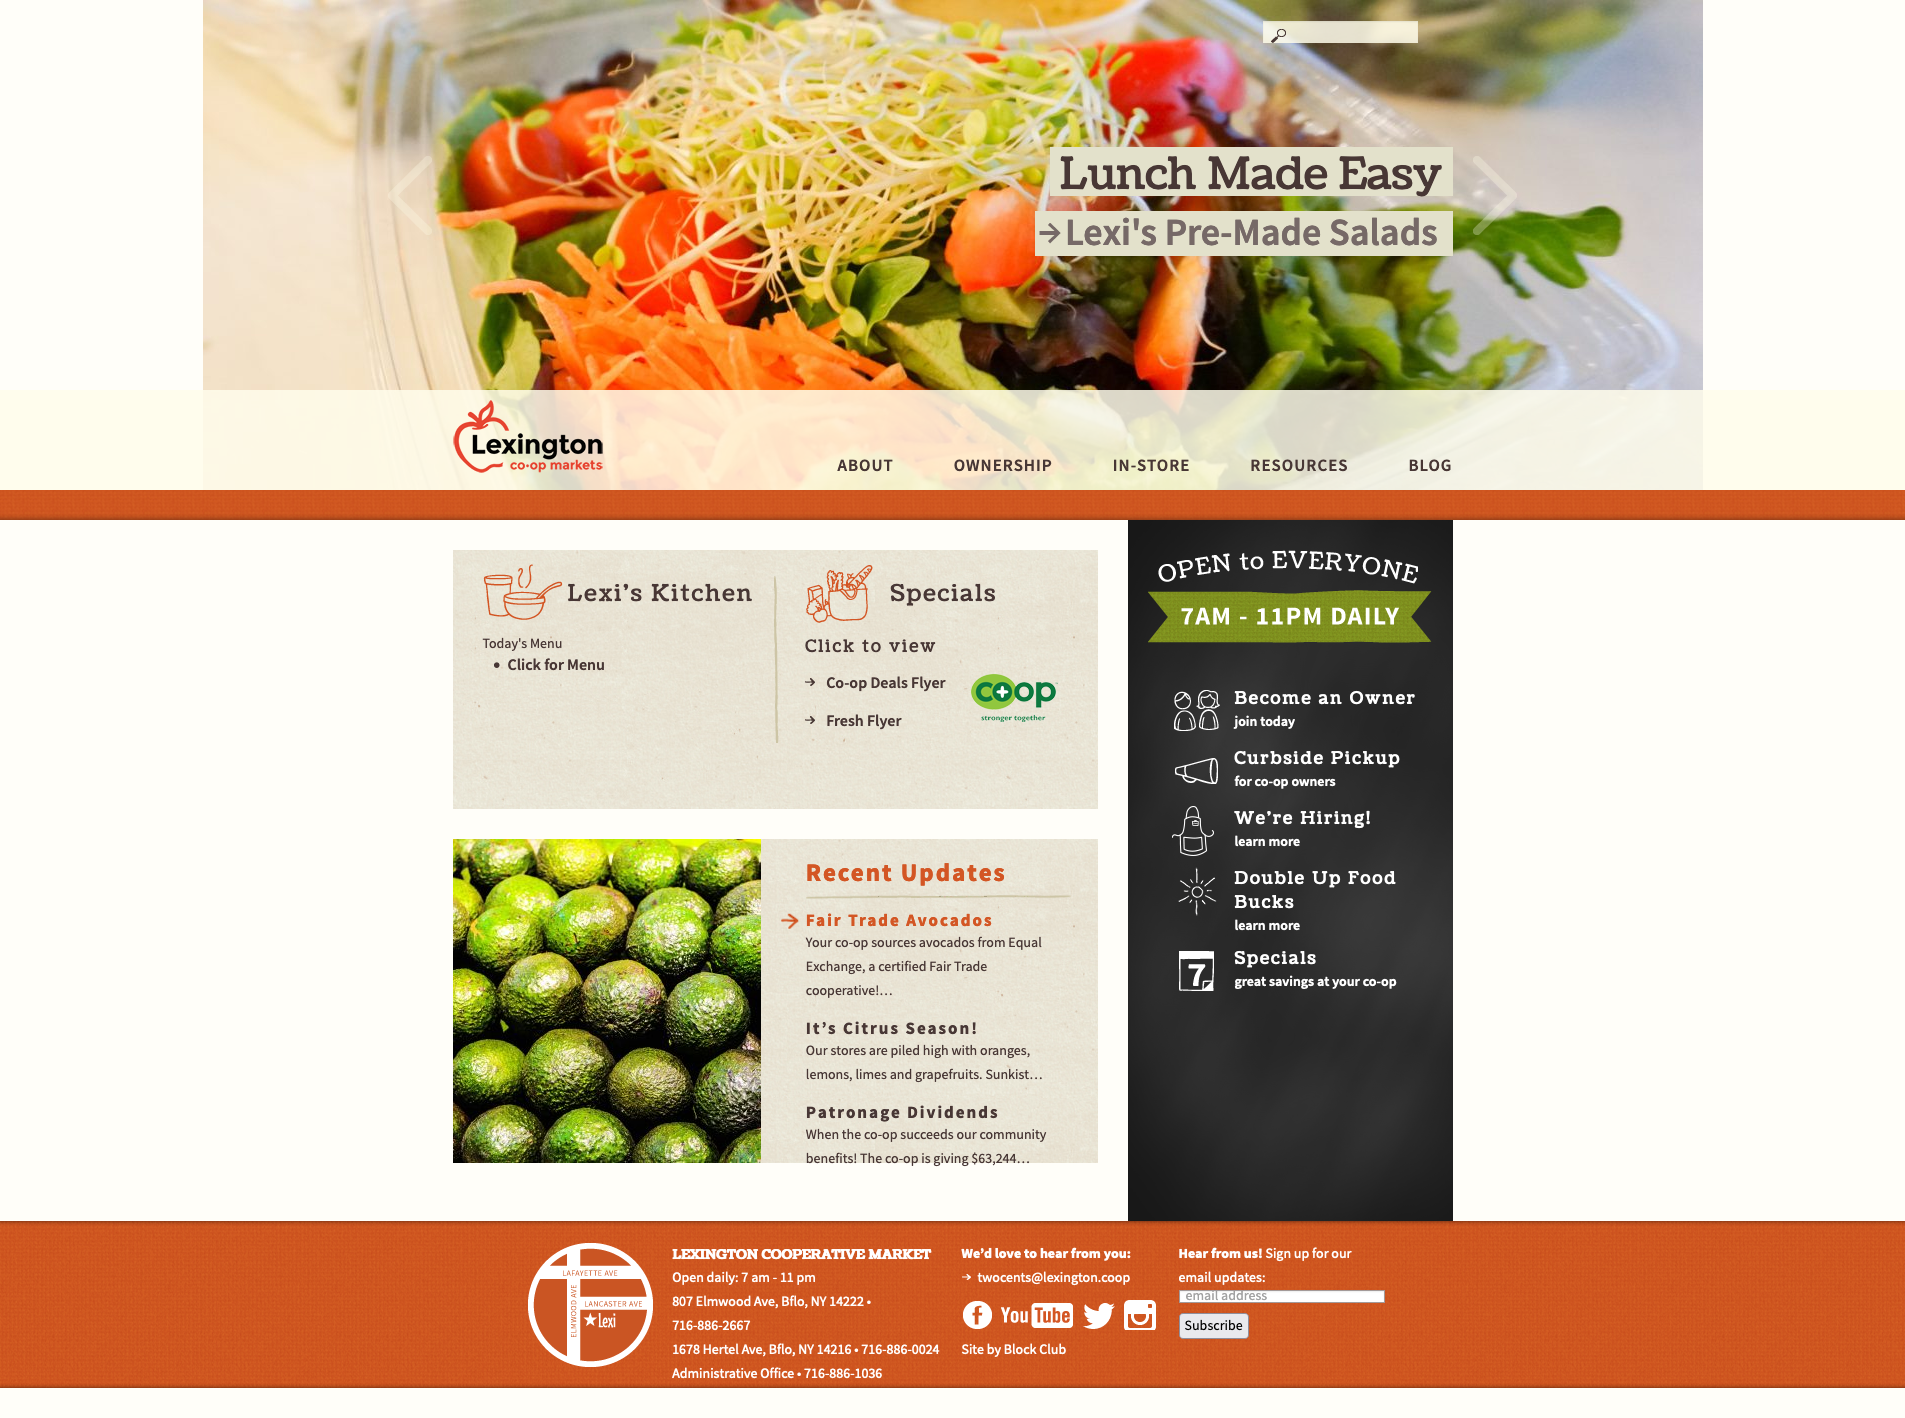 Lunch Made Easy
Lexi's Pre-Made Salads
Lexington
co·op markets
ABOUT
OWNERSHIP
IN-STORE
RESOURCES
BLOG
Lexi's Kitchen
Today's Menu
• Click for Menu
Specials
Click to view
Co-op Deals Flyer
Fresh Flyer
co+op
stronger together
Recent Updates
Fair Trade Avocados
Your co-op sources avocados from Equal
Exchange, a certified Fair Trade
cooperative!…
It's Citrus Season!
Our stores are piled high with oranges,
lemons, limes and grapefruits. Sunkist…
Patronage Dividends
When the co-op succeeds our community
benefits! The co-op is giving $63,244…
OPEN to EVERYONE
7AM - 11PM DAILY
Become an Owner
join today
Curbside Pickup
for co-op owners
We're Hiring!
learn more
Double Up Food
Bucks
learn more
7
Specials
great savings at your co-op
LAFAYETTE AVE
ELMWOOD AVE
LANCASTER AVE
Lexi
LEXINGTON COOPERATIVE MARKET
Open daily: 7 am - 11 pm
807 Elmwood Ave, Bflo, NY 14222 •
716-886-2667
1678 Hertel Ave, Bflo, NY 14216 • 716-886-0024
Administrative Office • 716-886-1036
We'd love to hear from you:
twocents@lexington.coop
You Tube
Site by Block Club
Hear from us! Sign up for our
email updates:
email address
Subscribe